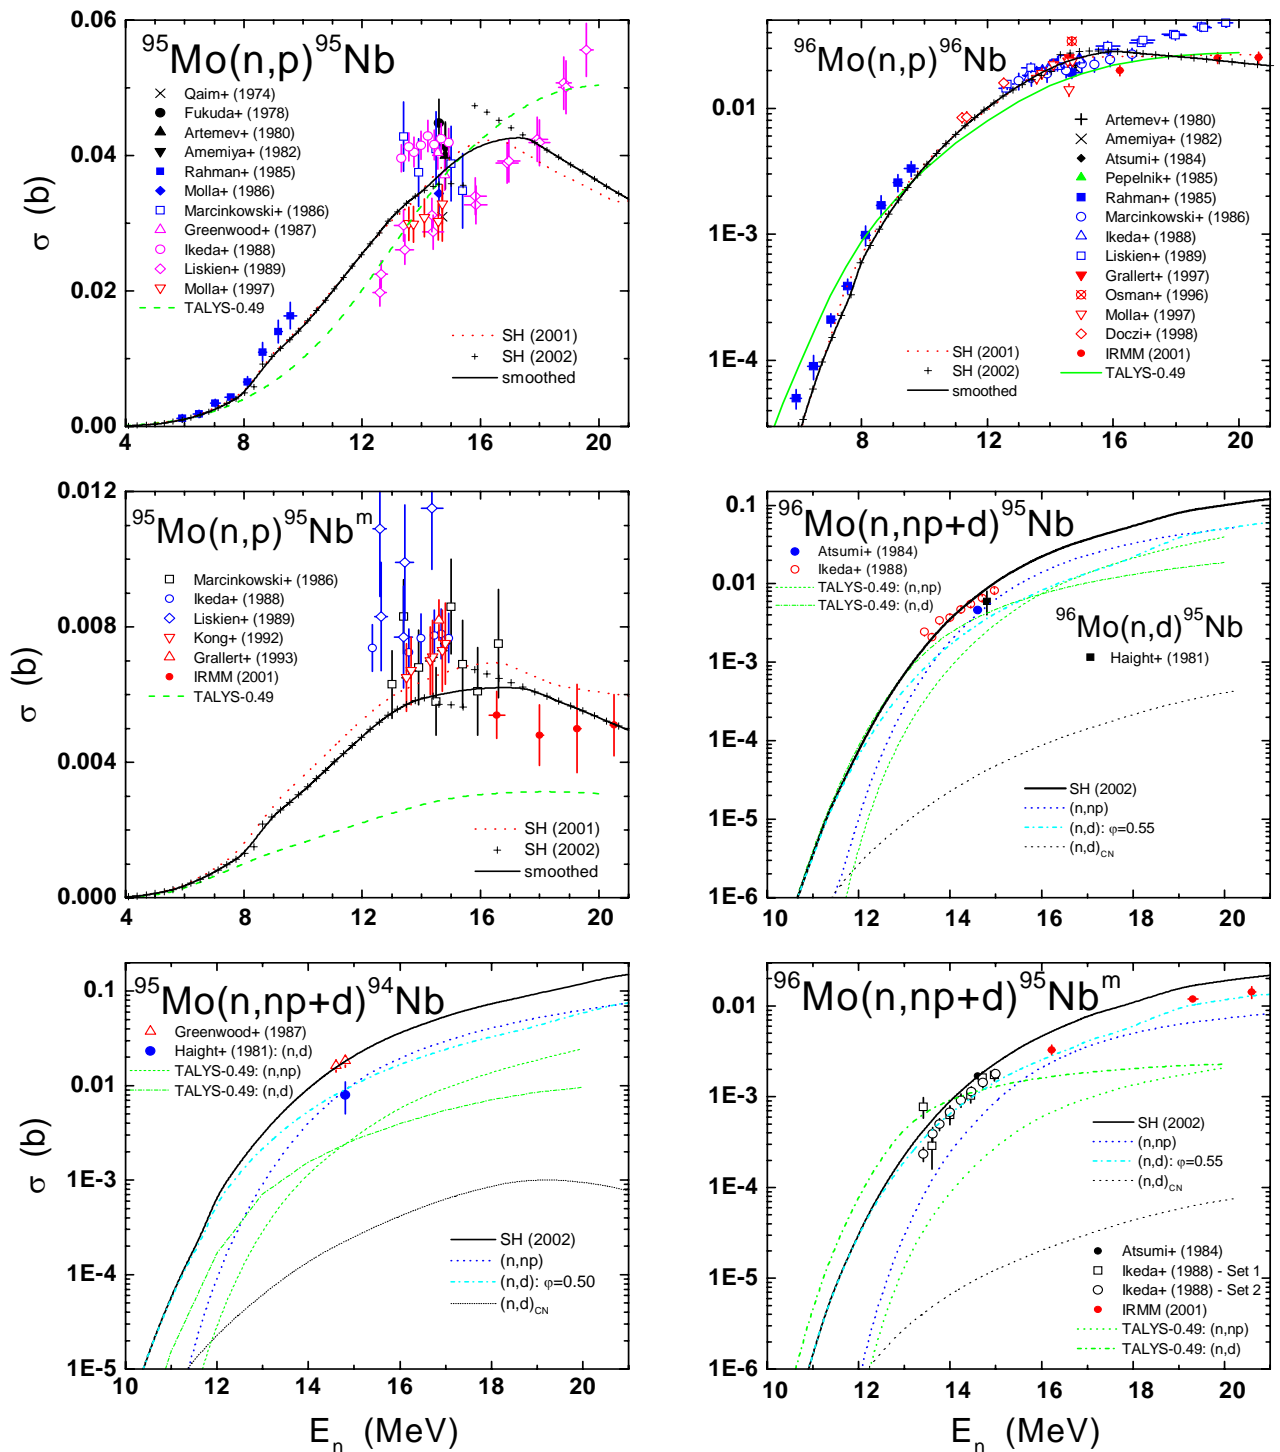 95Mo(n,p)95Nb
0.06
0.04
0.02
0.00
σ (b)
Qaim+ (1974)
Fukuda+ (1978)
Artemev+ (1980)
Amemiya+ (1982)
Rahman+ (1985)
Molla+ (1986)
Marcinkowski+ (1986)
Greenwood+ (1987)
Ikeda+ (1988)
Liskien+ (1989)
Molla+ (1997)
TALYS-0.49
SH (2001)
SH (2002)
smoothed
4 8 12 16 20
96Mo(n,p)96Nb
0.01
1E-3
1E-4
Artemev+ (1980)
Amemiya+ (1982)
Atsumi+ (1984)
Pepelnik+ (1985)
Rahman+ (1985)
Marcinkowski+ (1986)
Ikeda+ (1988)
Liskien+ (1989)
Grallert+ (1997)
Osman+ (1996)
Molla+ (1997)
Doczi+ (1998)
IRMM (2001)
TALYS-0.49
SH (2001)
SH (2002)
smoothed
8 12 16 20
95Mo(n,p)95Nbm
0.012
0.008
0.004
0.000
σ (b)
Marcinkowski+ (1986)
Ikeda+ (1988)
Liskien+ (1989)
Kong+ (1992)
Grallert+ (1993)
IRMM (2001)
TALYS-0.49
SH (2001)
SH (2002)
smoothed
4 8 12 16 20
96Mo(n,np+d)95Nb
0.1
0.01
1E-3
1E-4
1E-5
1E-6
Atsumi+ (1984)
Ikeda+ (1988)
TALYS-0.49: (n,np)
TALYS-0.49: (n,d)
96Mo(n,d)95Nb
Haight+ (1981)
SH (2002)
(n,np)
(n,d): φ=0.55
(n,d)CN
10 12 14 16 18 20
95Mo(n,np+d)94Nb
0.1
0.01
1E-3
1E-4
1E-5
σ (b)
Greenwood+ (1987)
Haight+ (1981): (n,d)
TALYS-0.49: (n,np)
TALYS-0.49: (n,d)
SH (2002)
(n,np)
(n,d): φ=0.50
(n,d)CN
10 12 14 16 18 20
En (MeV)
96Mo(n,np+d)95Nbm
0.01
1E-3
1E-4
1E-5
1E-6
SH (2002)
(n,np)
(n,d): φ=0.55
(n,d)CN
Atsumi+ (1984)
Ikeda+ (1988) - Set 1
Ikeda+ (1988) - Set 2
IRMM (2001)
TALYS-0.49: (n,np)
TALYS-0.49: (n,d)
10 12 14 16 18 20
En (MeV)